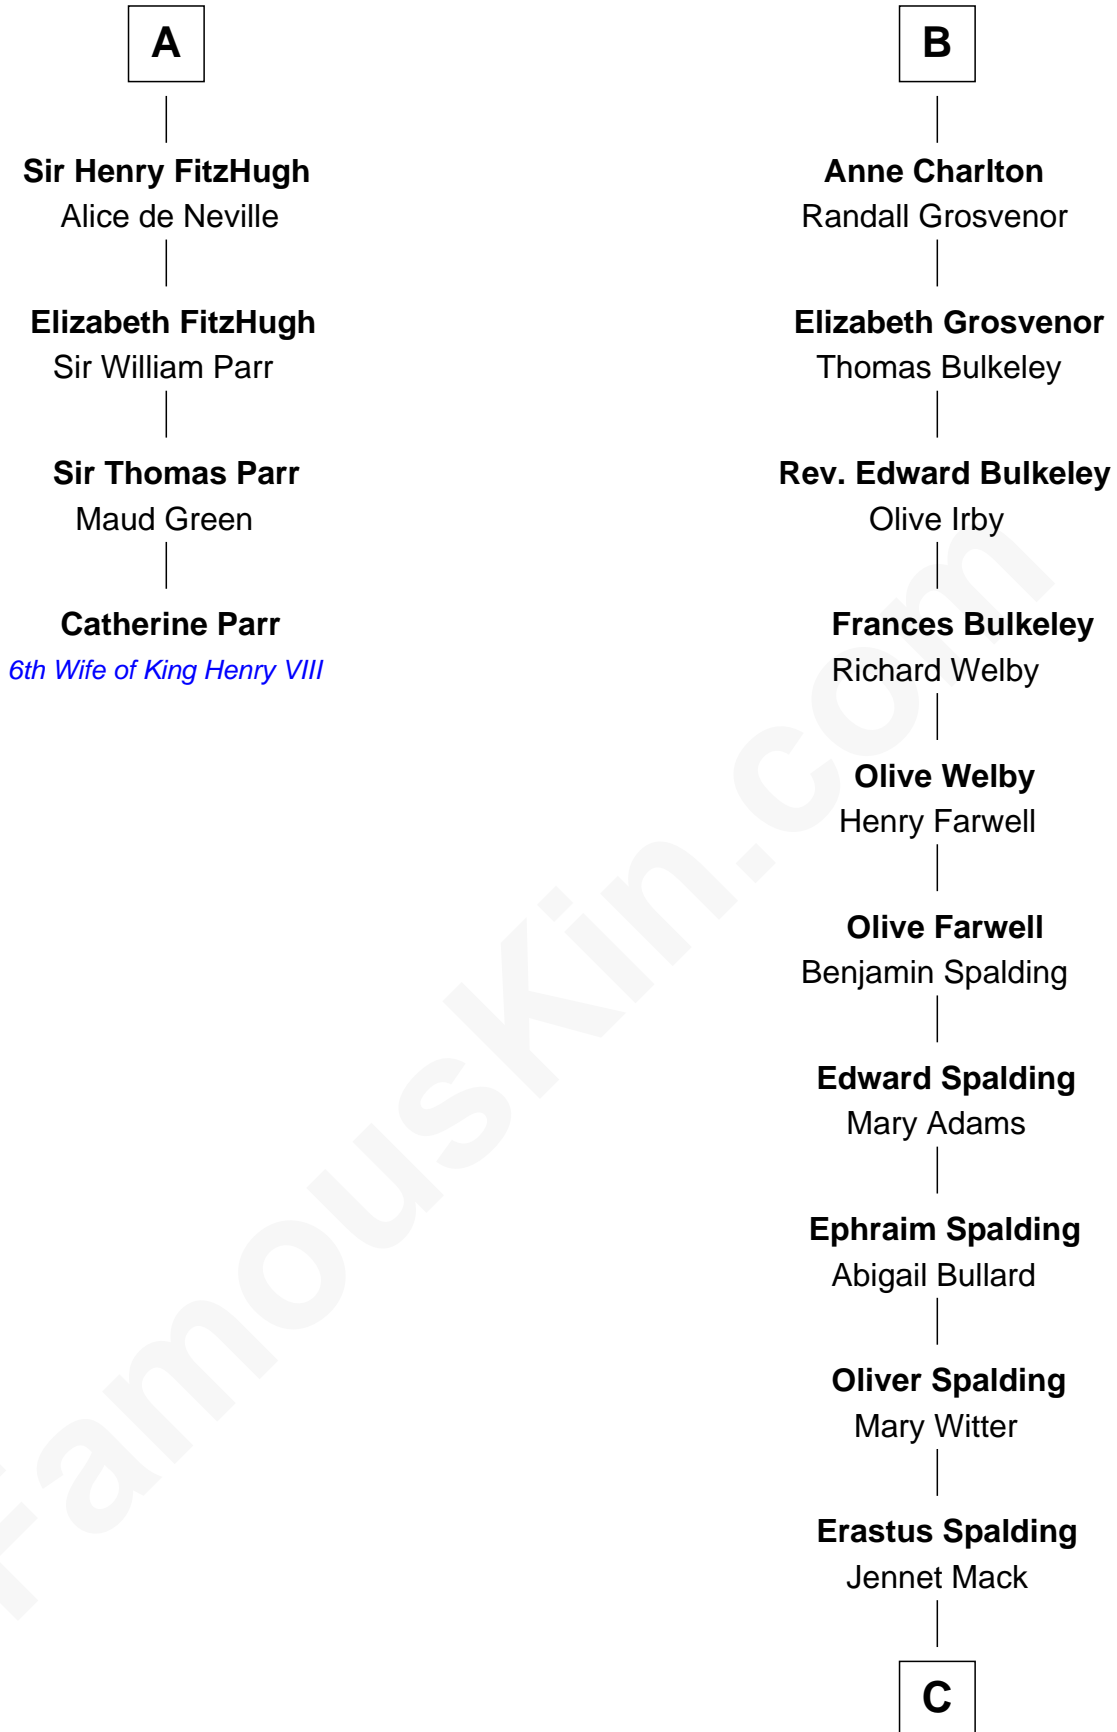 A
Sir Henry FitzHugh
Alice de Neville
Elizabeth FitzHugh
Sir William Parr
Sir Thomas Parr
Maud Green
Catherine Parr
6th Wife of King Henry VIII
B
Anne Charlton
Randall Grosvenor
Elizabeth Grosvenor
Thomas Bulkeley
Rev. Edward Bulkeley
Olive Irby
Frances Bulkeley
Richard Welby
Olive Welby
Henry Farwell
Olive Farwell
Benjamin Spalding
Edward Spalding
Mary Adams
Ephraim Spalding
Abigail Bullard
Oliver Spalding
Mary Witter
Erastus Spalding
Jennet Mack
C
FamousKin.com